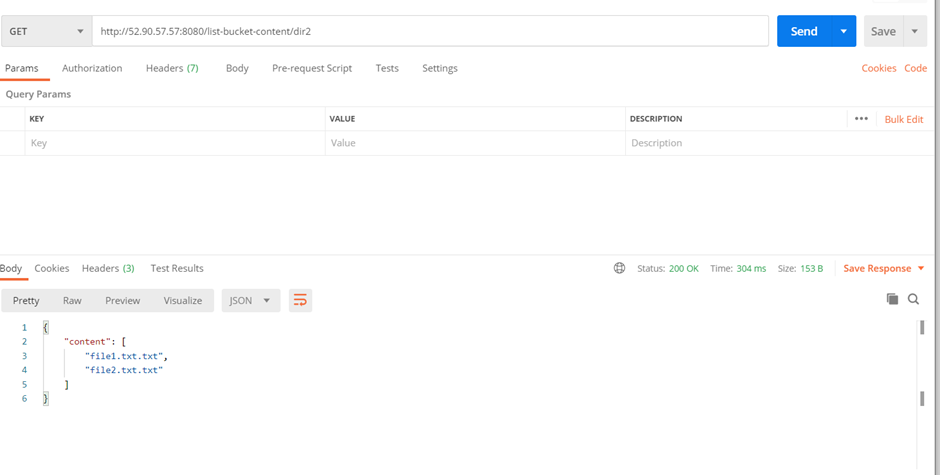 GET http://52.90.57.57:8080/list-bucket-content/dir2 Send Save
Params Authorization Headers (7) Body Pre-request Script Tests Settings Cookies Code
Query Params
KEY VALUE DESCRIPTION ••• Bulk Edit
Key Value Description
Body Cookies Headers (3) Test Results Status: 200 OK Time: 304 ms Size: 153 B Save Response
Pretty Raw Preview Visualize JSON
1 {
2 "content": [
3 "file1.txt.txt",
4 "file2.txt.txt"
5 ]
6 }